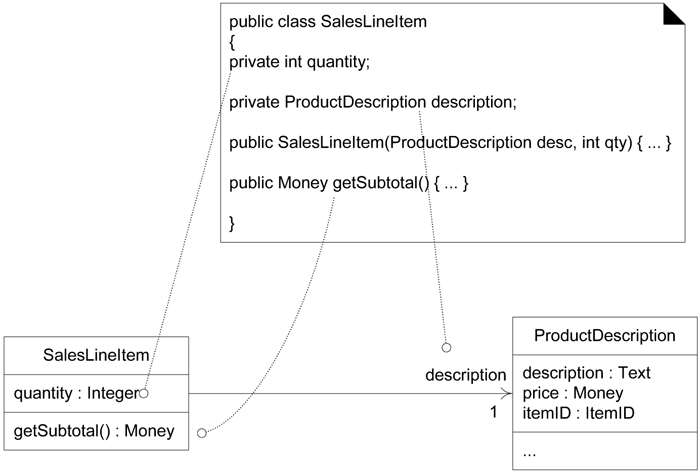 public class SalesLineItem
{
private int quantity;
private ProductDescription description;
public SalesLineItem(ProductDescription desc, int qty) { ... }
public Money getSubtotal() { ... }
}
SalesLineItem
quantity : Integer
getSubtotal() : Money
description
1
ProductDescription
description : Text
price : Money
itemID : ItemID
...